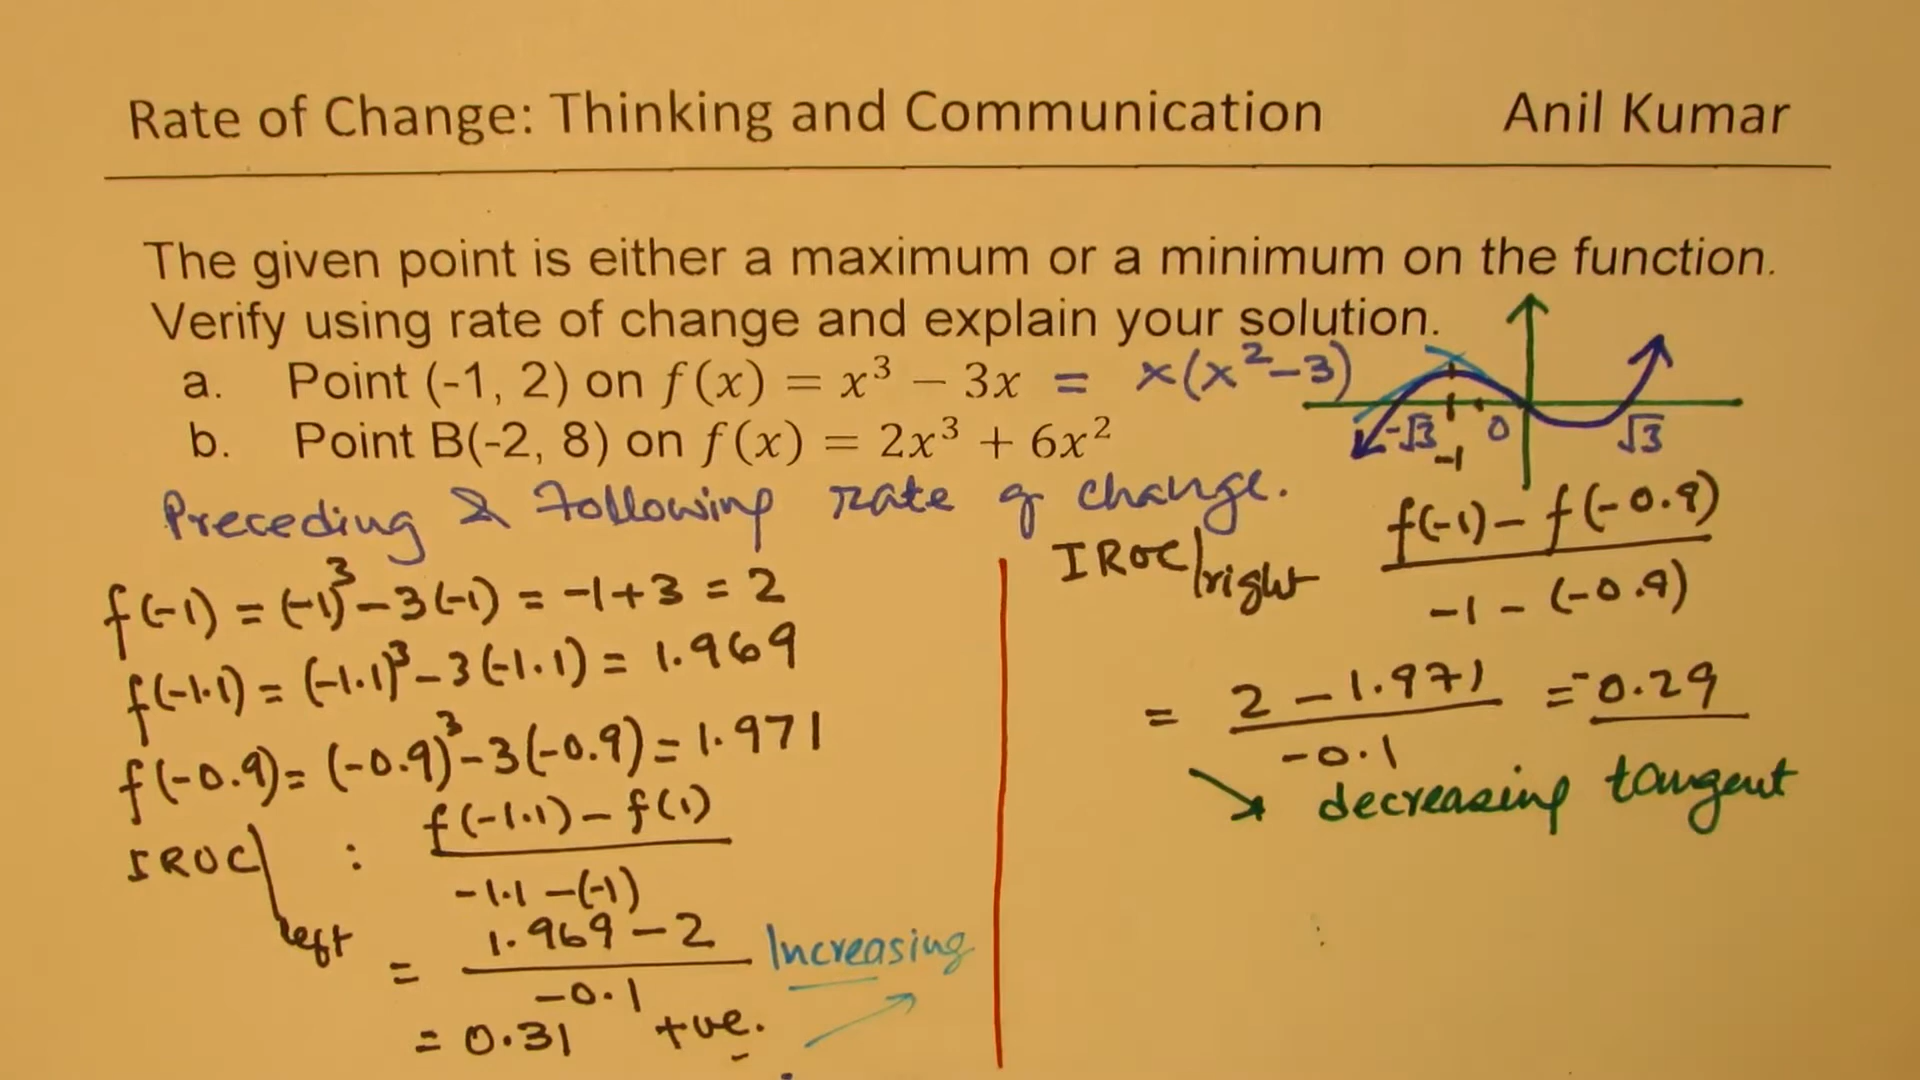 Rate of Change: Thinking and Communication Anil Kumar
The given point is either a maximum or a minimum on the function.
Verify using rate of change and explain your solution.
a. Point (-1, 2) on f(x) = x³ − 3x = x(x²−3)
b. Point B(-2, 8) on f(x) = 2x³ + 6x²
-√3 0 √3
-1
Preceding & Following rate of change.
f(-1) = (-1)³ - 3(-1) = -1+3 = 2
f(-1.1) = (-1.1)³ - 3(-1.1) = 1.969
f(-0.9) = (-0.9)³ - 3(-0.9) = 1.971
IROC| left : f(-1.1) - f(1)
-1.1 - (-1)
= 1.969 - 2
-0.1
= 0.31 +ve.
Increasing
IROC| right f(-1) - f(-0.9)
-1 - (-0.9)
= 2 - 1.971 = -0.29
-0.1
decreasing tangent